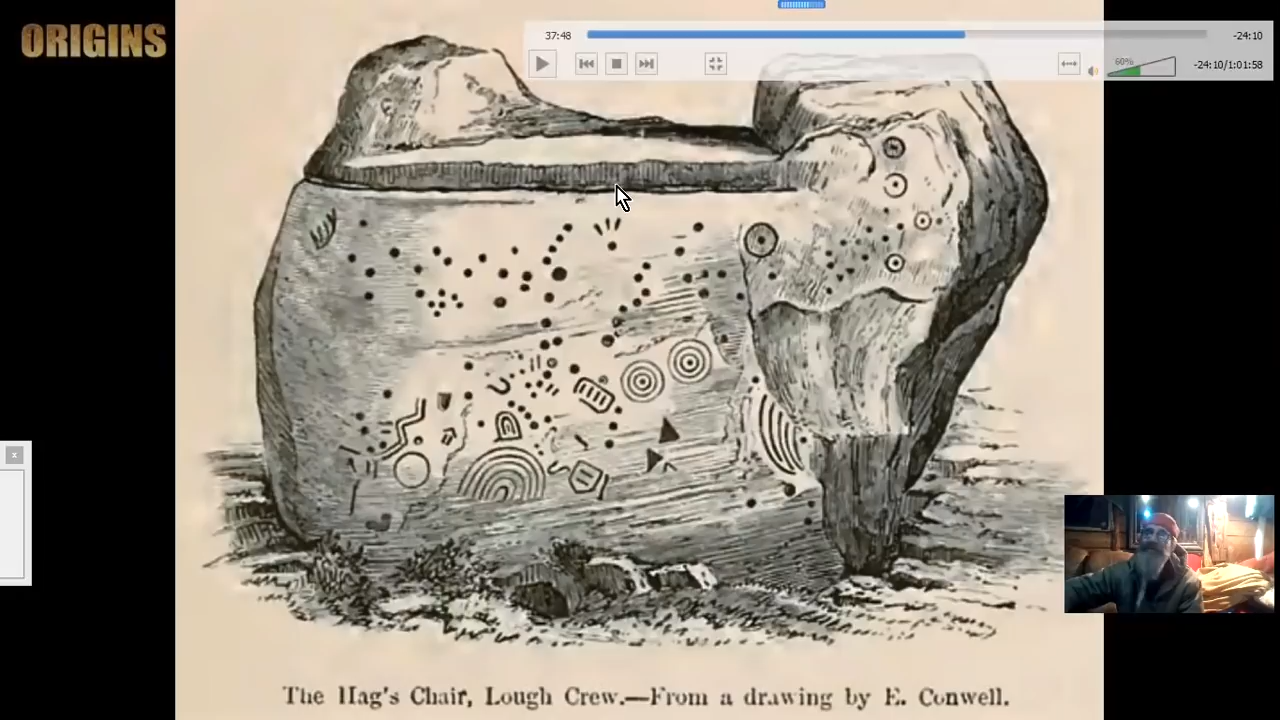 ORIGINS
37:48
-24:10
60%
-24:10/1:01:58
The Hag's Chair, Lough Crew.—From a drawing by E. Conwell.